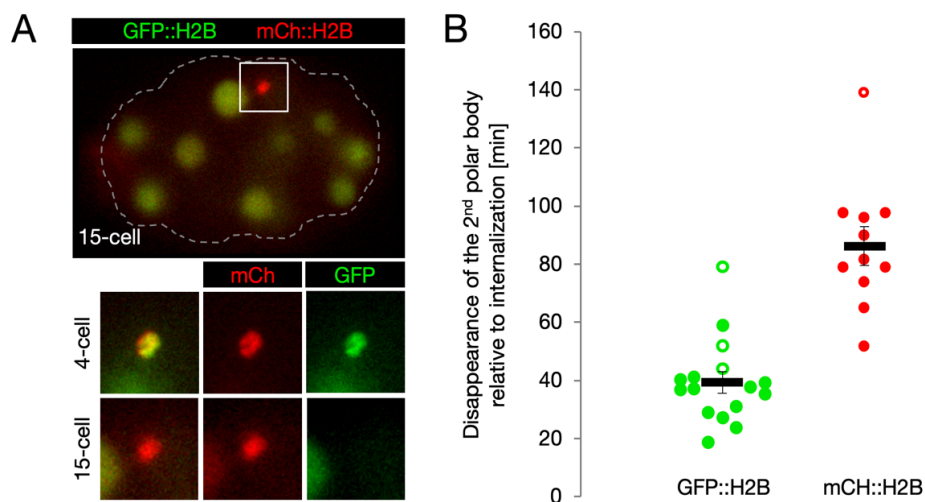 A
GFP::H2B mCh::H2B
15-cell
mCh GFP
4-cell
15-cell
B
Disappearance of the 2nd polar body
relative to internalization [min]
160
140
120
100
80
60
40
20
0
GFP::H2B mCH::H2B